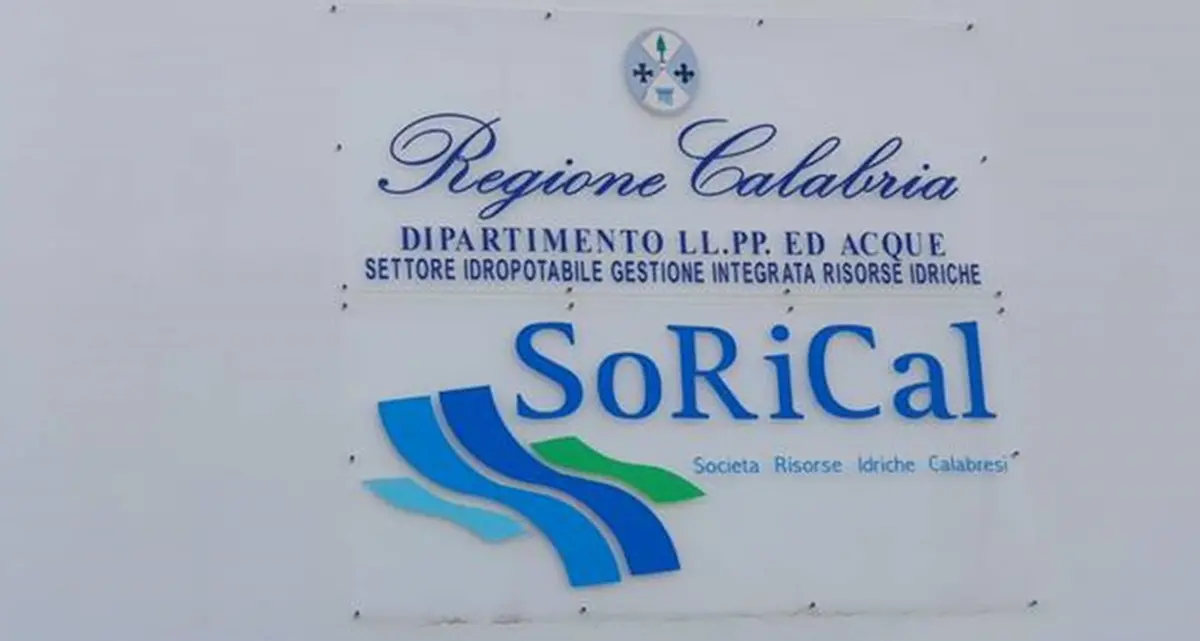 Regione Calabria
DIPARTIMENTO LL.PP. ED ACQUE
SETTORE IDROPOTABILE GESTIONE INTEGRATA RISORSE IDRICHE
SoRiCal
Societa Risorse Idriche Calabresi